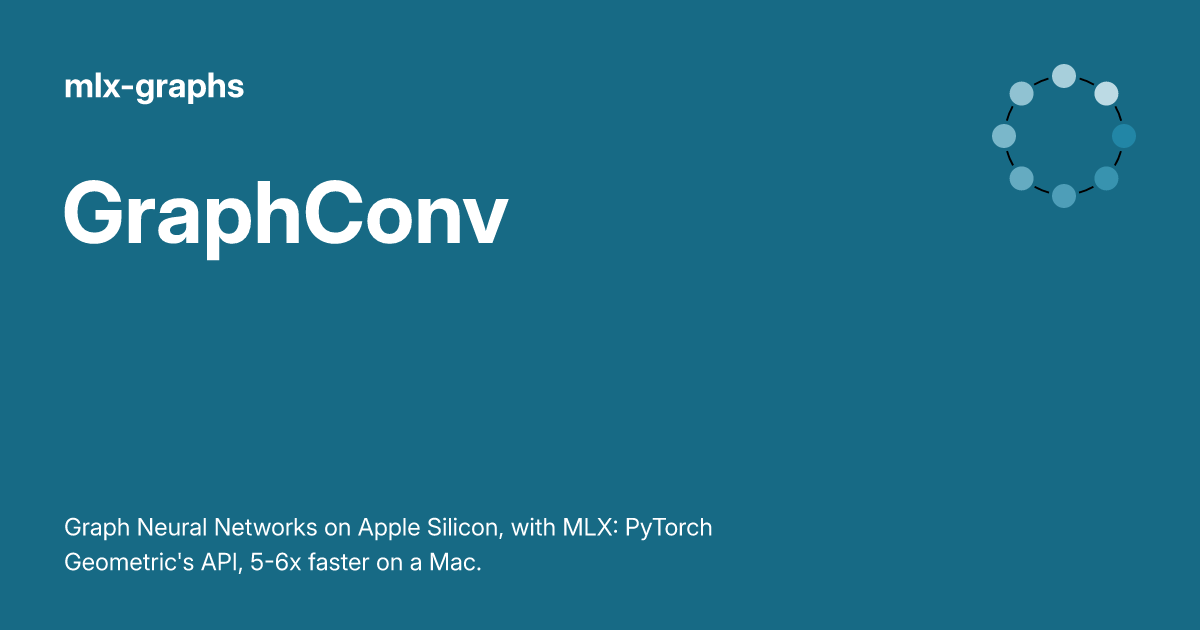 mlx-graphs
GraphConv
Graph Neural Networks on Apple Silicon, with MLX: PyTorch
Geometric's API, 5-6x faster on a Mac.